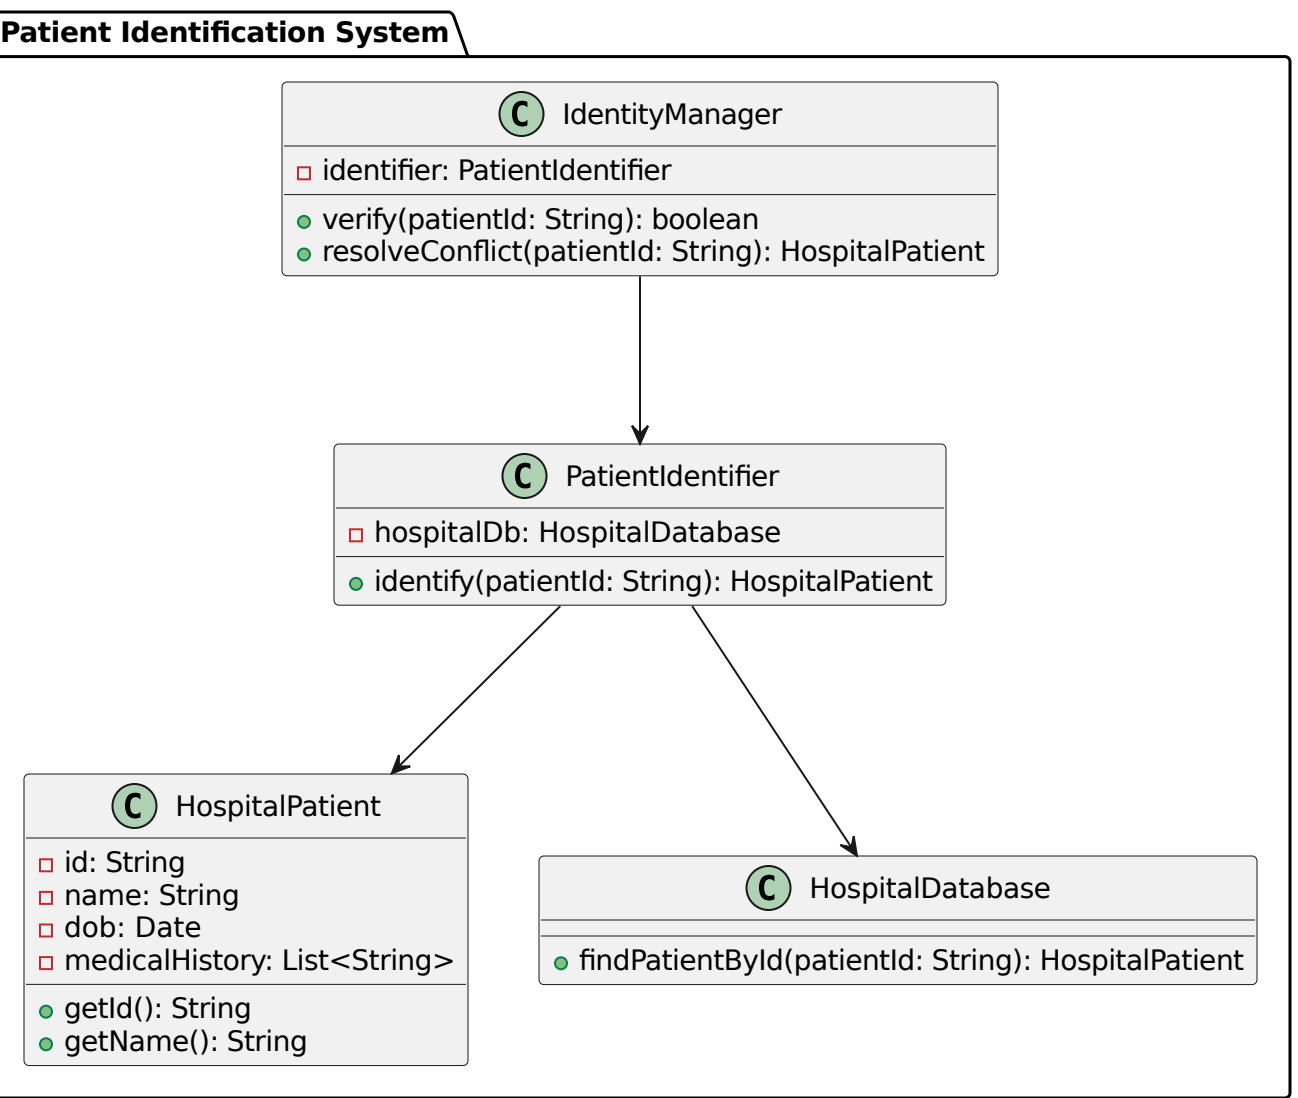 Patient Identification System
C IdentityManager
identifier: PatientIdentifier
verify(patientId: String): boolean
resolveConflict(patientId: String): HospitalPatient
C PatientIdentifier
hospitalDb: HospitalDatabase
identify(patientId: String): HospitalPatient
C HospitalPatient
id: String
name: String
dob: Date
medicalHistory: List<String>
getId(): String
getName(): String
C HospitalDatabase
findPatientById(patientId: String): HospitalPatient